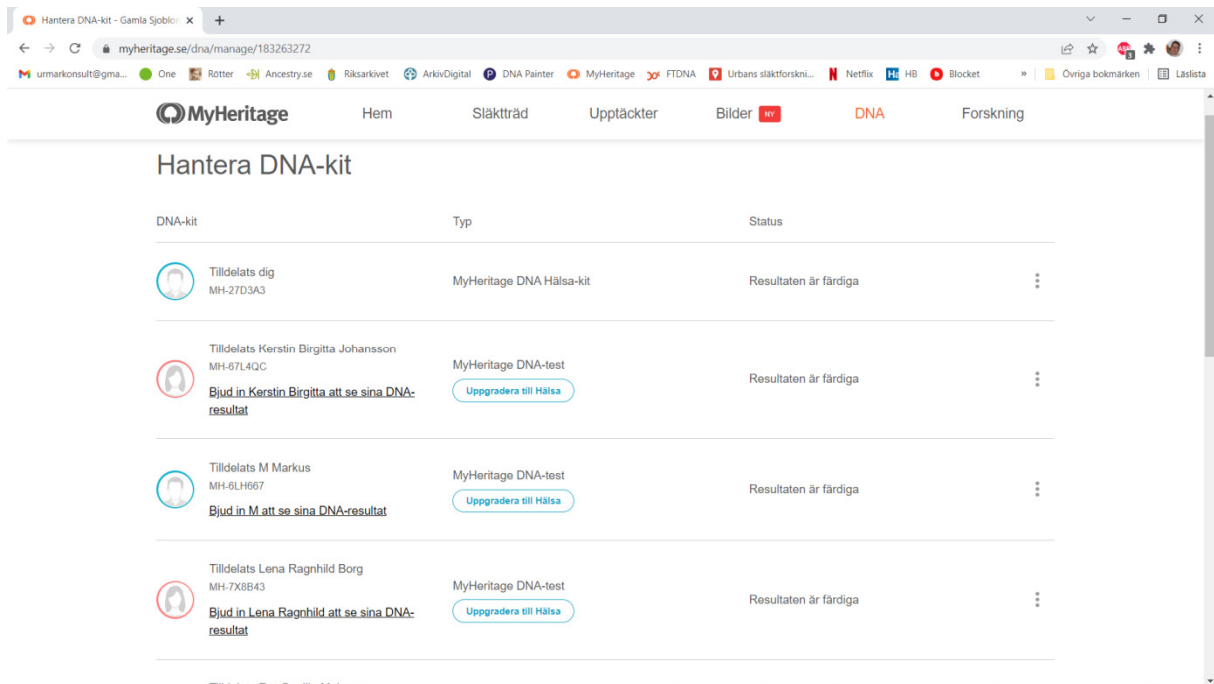 Hantera DNA-kit - Gamla Sjoblor
myheritage.se/dna/manage/183263272
urmarkonsult@gma... One Rötter Ancestry.se Riksarkivet ArkivDigital DNA Painter MyHeritage FTDNA Urbans släktforskni... Netflix HB Blocket » Övriga bokmärken Läslista
MyHeritage Hem Släktträd Upptäckter Bilder NY DNA Forskning
Hantera DNA-kit
DNA-kit Typ Status
Tilldelats dig
MH-27D3A3
MyHeritage DNA Hälsa-kit
Resultaten är färdiga
Tilldelats Kerstin Birgitta Johansson
MH-67L4QC
Bjud in Kerstin Birgitta att se sina DNA-
resultat
MyHeritage DNA-test
Uppgradera till Hälsa
Resultaten är färdiga
Tilldelats M Markus
MH-6LH667
Bjud in M att se sina DNA-resultat
MyHeritage DNA-test
Uppgradera till Hälsa
Resultaten är färdiga
Tilldelats Lena Ragnhild Borg
MH-7X8B43
Bjud in Lena Ragnhild att se sina DNA-
resultat
MyHeritage DNA-test
Uppgradera till Hälsa
Resultaten är färdiga